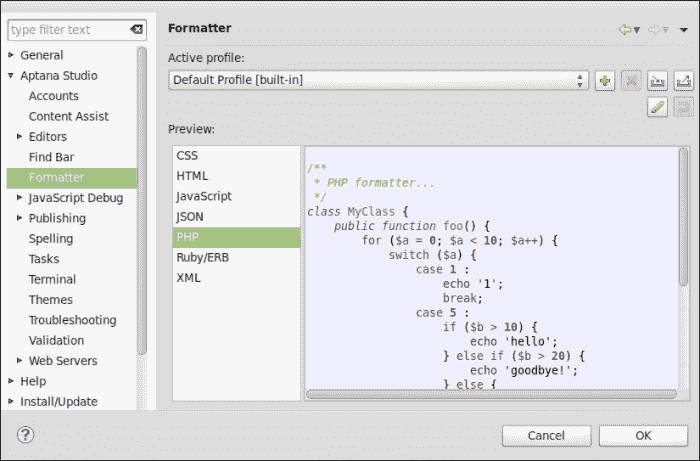 type filter text
General
Aptana Studio
Accounts
Content Assist
Editors
Find Bar
Formatter
JavaScript Debug
Publishing
Spelling
Tasks
Terminal
Themes
Troubleshooting
Validation
Web Servers
Help
Install/Update
Formatter
Active profile:
Default Profile [built-in]
Preview:
CSS
HTML
JavaScript
JSON
PHP
Ruby/ERB
XML
/**
 * PHP formatter...
 */
class MyClass {
    public function foo() {
        for ($a = 0; $a < 10; $a++) {
            switch ($a) {
                case 1 :
                    echo '1';
                    break;
                case 5 :
                    if ($b > 10) {
                        echo 'hello';
                    } else if ($b > 20) {
                        echo 'goodbye!';
                    } else {
?
Cancel
OK